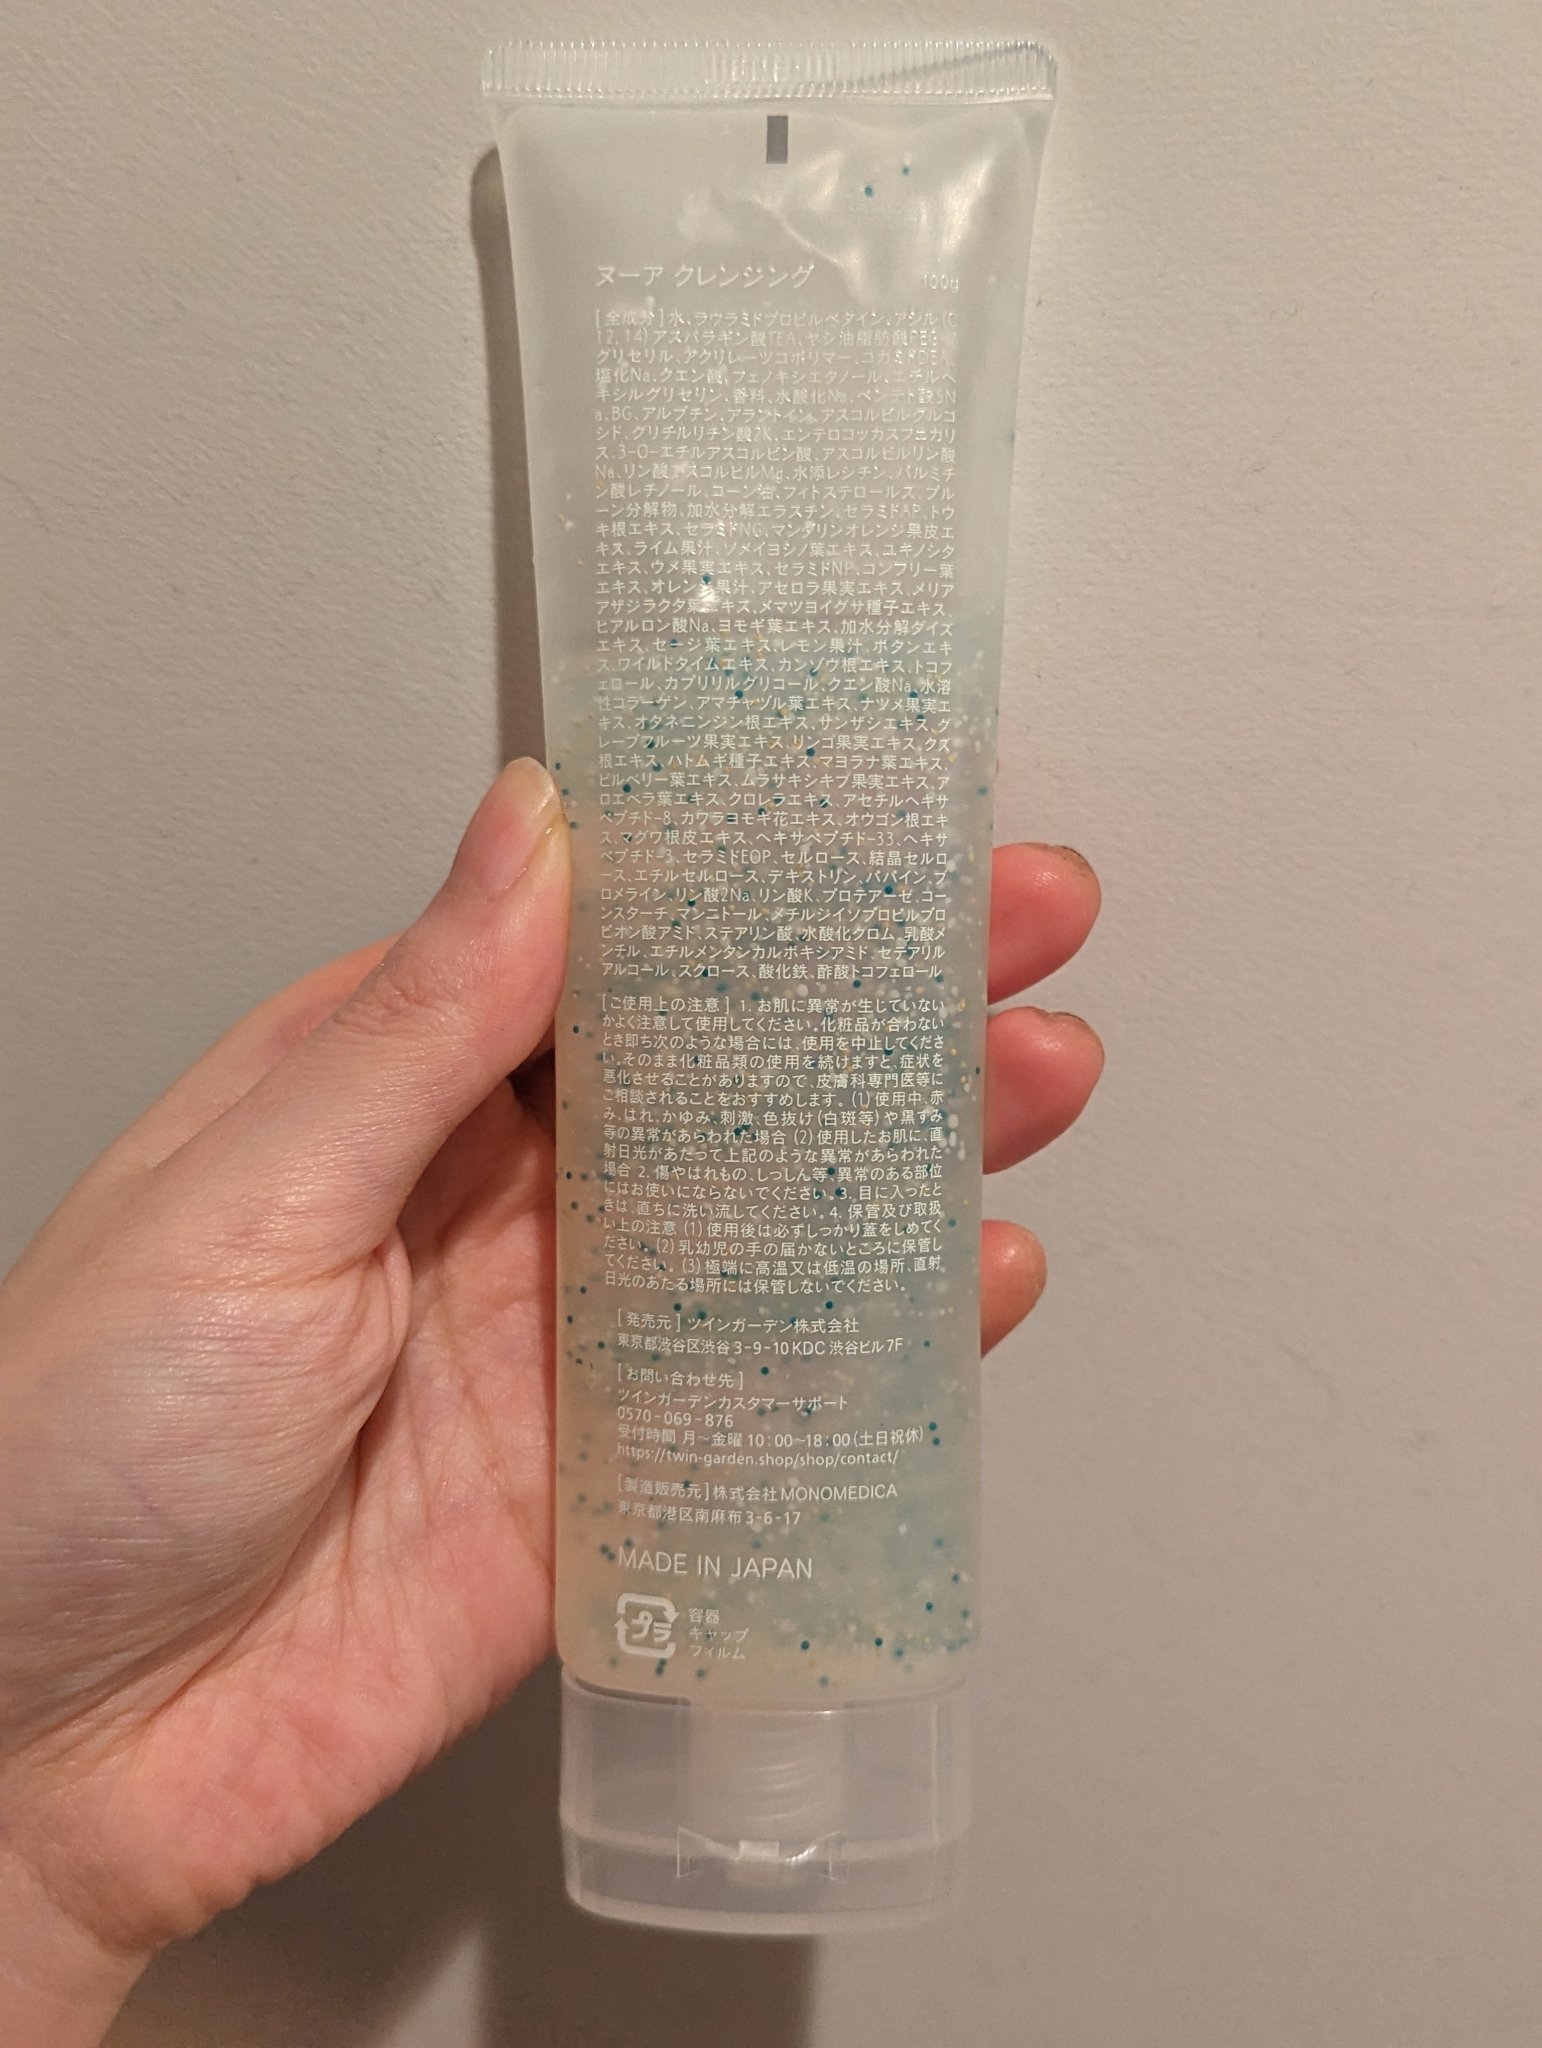 ヌーア クレンジング
100g
[全成分]水、ラウラミドプロピルベタイン、アシル(C
12,14)アスパラギン酸TEA、ヤシ油脂肪酸PEG-7
グリセリル、アクリレーツコポリマー、コカミドDEA、
塩化Na、クエン酸、フェノキシエタノール、エチルヘ
キシルグリセリン、香料、水酸化Na、ペンテト酸5N
a、BG、アルブチン、アラントイン、アスコルビルグルコ
シド、グリチルリチン酸2K、エンテロコッカスフェカリ
ス、3-O-エチルアスコルビン酸、アスコルビルリン酸
Na、リン酸アスコルビルMg、水添レシチン、パルミチ
ン酸レチノール、コーン油、フィトステロールズ、プル
ーン分解物、加水分解エラスチン、セラミドAP、トウ
キ根エキス、セラミドNG、マンダリンオレンジ果皮エ
キス、ライム果汁、ソメイヨシノ葉エキス、ユキノシタ
エキス、ウメ果実エキス、セラミドNP、コンフリー葉
エキス、オレンジ果汁、アセロラ果実エキス、メリア
アザジラクタ葉エキス、メマツヨイグサ種子エキス、
ヒアルロン酸Na、ヨモギ葉エキス、加水分解ダイズ
エキス、セージ葉エキス、レモン果汁、ボタンエキ
ス、ワイルドタイムエキス、カンゾウ根エキス、トコフ
ェロール、カプリリルグリコール、クエン酸Na、水溶
性コラーゲン、アマチャヅル葉エキス、ナツメ果実エ
キス、オタネニンジン根エキス、サンザシエキス、グ
レープフルーツ果実エキス、リンゴ果実エキス、クズ
根エキス、ハトムギ種子エキス、マヨラナ葉エキス、
ビルベリー葉エキス、ムラサキシキブ果実エキス、ア
ロエベラ葉エキス、クロレラエキス、アセチルヘキサ
ペプチド-8、カワラヨモギ花エキス、オウゴン根エキ
ス、マグワ根皮エキス、ヘキサペプチド-33、ヘキサ
ペプチド-3、セラミドEOP、セルロース、結晶セルロ
ース、エチルセルロース、デキストリン、パパイン、ブ
ロメライン、リン酸2Na、リン酸K、プロテアーゼ、コー
ンスターチ、マンニトール、メチルジイソプロピルプロ
ピオン酸アミド、ステアリン酸、水酸化クロム、乳酸メ
ンチル、エチルメンタンカルボキシアミド、セテアリル
アルコール、スクロース、酸化鉄、酢酸トコフェロール
[ご使用上の注意] 1. お肌に異常が生じていない
かよく注意して使用してください。化粧品が合わない
とき即ち次のような場合には、使用を中止してくださ
い。そのまま化粧品類の使用を続けますと、症状を
悪化させることがありますので、皮膚科専門医等に
ご相談されることをおすすめします。(1)使用中、赤
み、はれ、かゆみ、刺激、色抜け(白斑等)や黒ずみ
等の異常があらわれた場合 (2)使用したお肌に、直
射日光があたって上記のような異常があらわれた
場合 2. 傷やはれもの、しっしん等、異常のある部位
にはお使いにならないでください。3. 目に入ったと
きは、直ちに洗い流してください。4. 保管及び取扱
い上の注意 (1)使用後は必ずしっかり蓋をしめてく
ださい。(2)乳幼児の手の届かないところに保管し
てください。(3)極端に高温又は低温の場所、直射
日光のあたる場所には保管しないでください。
[発売元] ツインガーデン株式会社
東京都渋谷区渋谷3-9-10 KDC渋谷ビル7F
[お問い合わせ先]
ツインガーデンカスタマーサポート
0570-069-876
受付時間 月～金曜 10:00～18:00(土日祝休)
https://twin-garden.shop/shop/contact/
[製造販売元]株式会社MONOMEDICA
東京都港区南麻布3-6-17
MADE IN JAPAN
プラ
容器
キャップ
フィルム